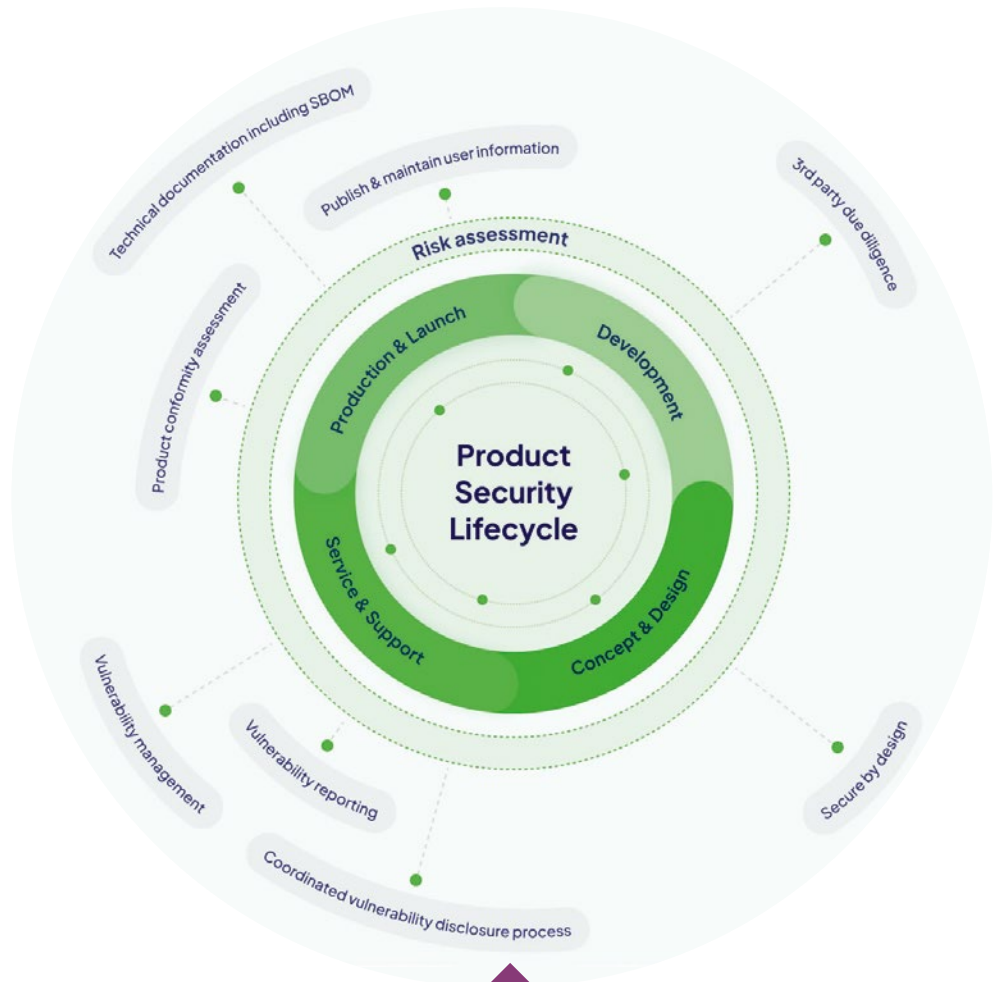 Technical documentation including SBOM
Publish & maintain user information
3rd party due diligence
Risk assessment
Product conformity assessment
Production & Launch
Development
Product
Security
Lifecycle
Service & Support
Concept & Design
Vulnerability management
Vulnerability reporting
Secure by design
Coordinated vulnerability disclosure process